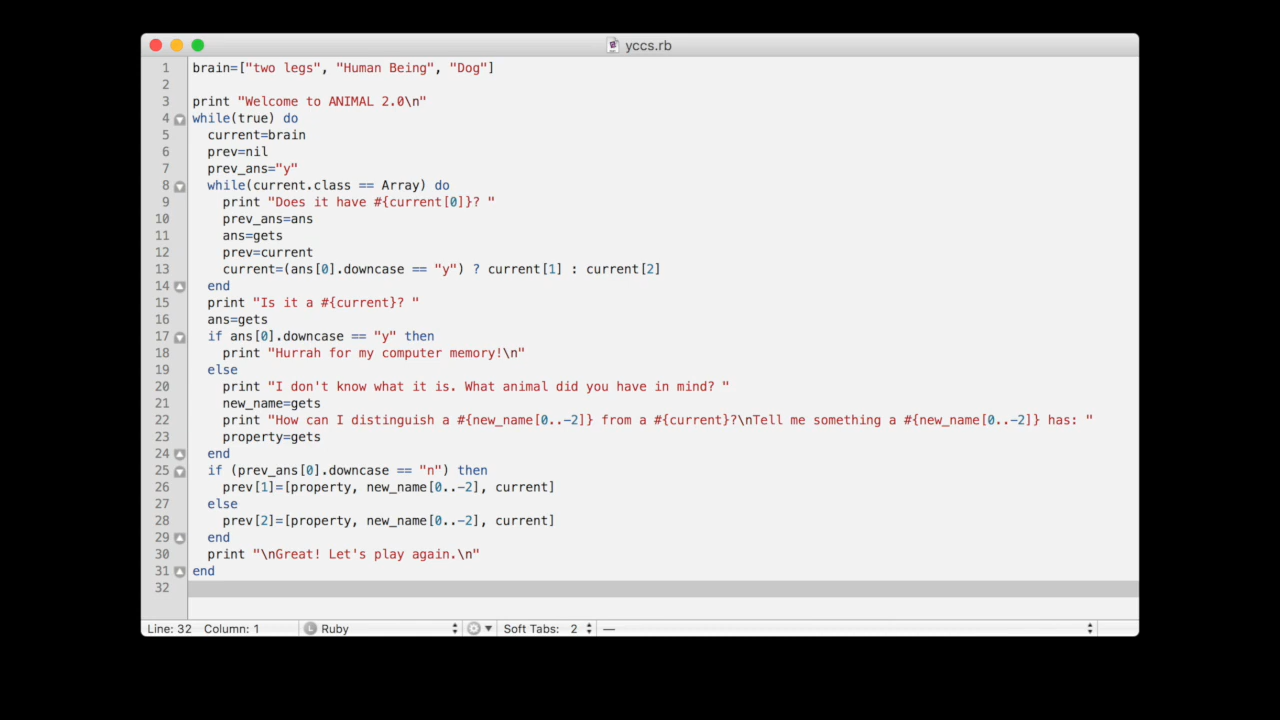 yccs.rb
1 brain=["two legs", "Human Being", "Dog"]
2
3 print "Welcome to ANIMAL 2.0\n"
4 while(true) do
5   current=brain
6   prev=nil
7   prev_ans="y"
8   while(current.class == Array) do
9     print "Does it have #{current[0]}? "
10     prev_ans=ans
11     ans=gets
12     prev=current
13     current=(ans[0].downcase == "y") ? current[1] : current[2]
14   end
15   print "Is it a #{current}? "
16   ans=gets
17   if ans[0].downcase == "y" then
18     print "Hurrah for my computer memory!\n"
19   else
20     print "I don't know what it is. What animal did you have in mind? "
21     new_name=gets
22     print "How can I distinguish a #{new_name[0..-2]} from a #{current}?\nTell me something a #{new_name[0..-2]} has: "
23     property=gets
24   end
25   if (prev_ans[0].downcase == "n") then
26     prev[1]=[property, new_name[0..-2], current]
27   else
28     prev[2]=[property, new_name[0..-2], current]
29   end
30   print "\nGreat! Let's play again.\n"
31 end
32
Line: 32 Column: 1 L Ruby Soft Tabs: 2 —